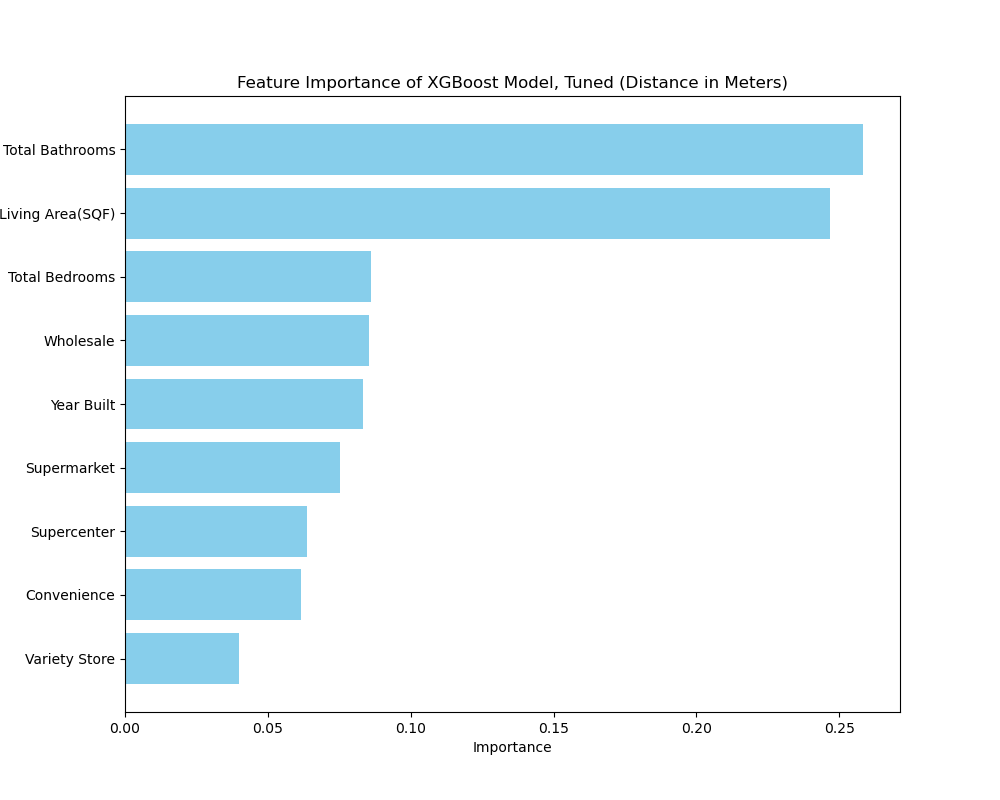 Feature Importance of XGBoost Model, Tuned (Distance in Meters)
Total Bathrooms
Living Area(SQF)
Total Bedrooms
Wholesale
Year Built
Supermarket
Supercenter
Convenience
Variety Store
0.00 0.05 0.10 0.15 0.20 0.25
Importance